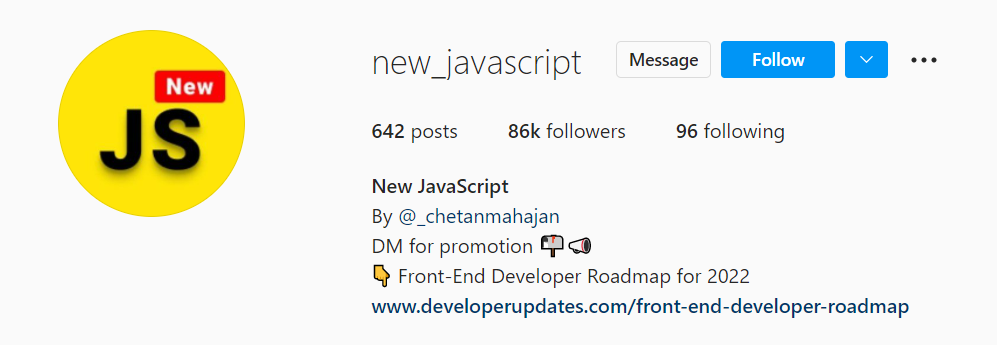 New
JS
new_javascript Message Follow
642 posts 86k followers 96 following
New JavaScript
By @_chetanmahajan
DM for promotion 📬📢
👇 Front-End Developer Roadmap for 2022
www.developerupdates.com/front-end-developer-roadmap